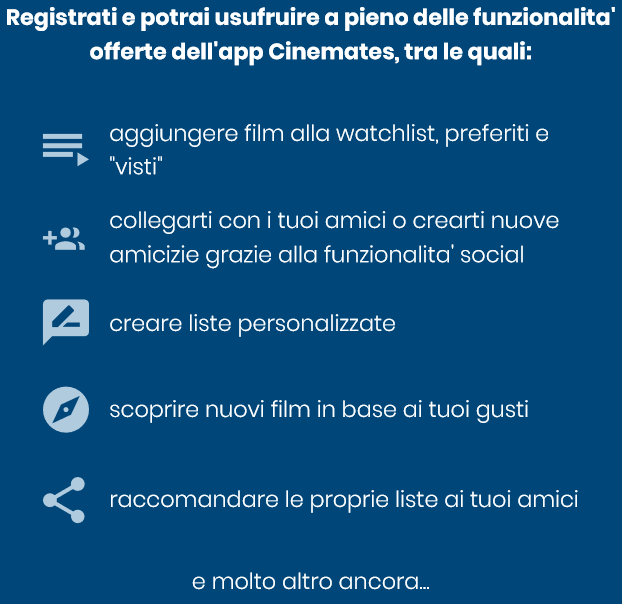 Registrati e potrai usufruire a pieno delle funzionalita'
offerte dell'app Cinemates, tra le quali:
aggiungere film alla watchlist, preferiti e
"visti"
collegarti con i tuoi amici o crearti nuove
amicizie grazie alla funzionalita' social
creare liste personalizzate
scoprire nuovi film in base ai tuoi gusti
raccomandare le proprie liste ai tuoi amici
e molto altro ancora...